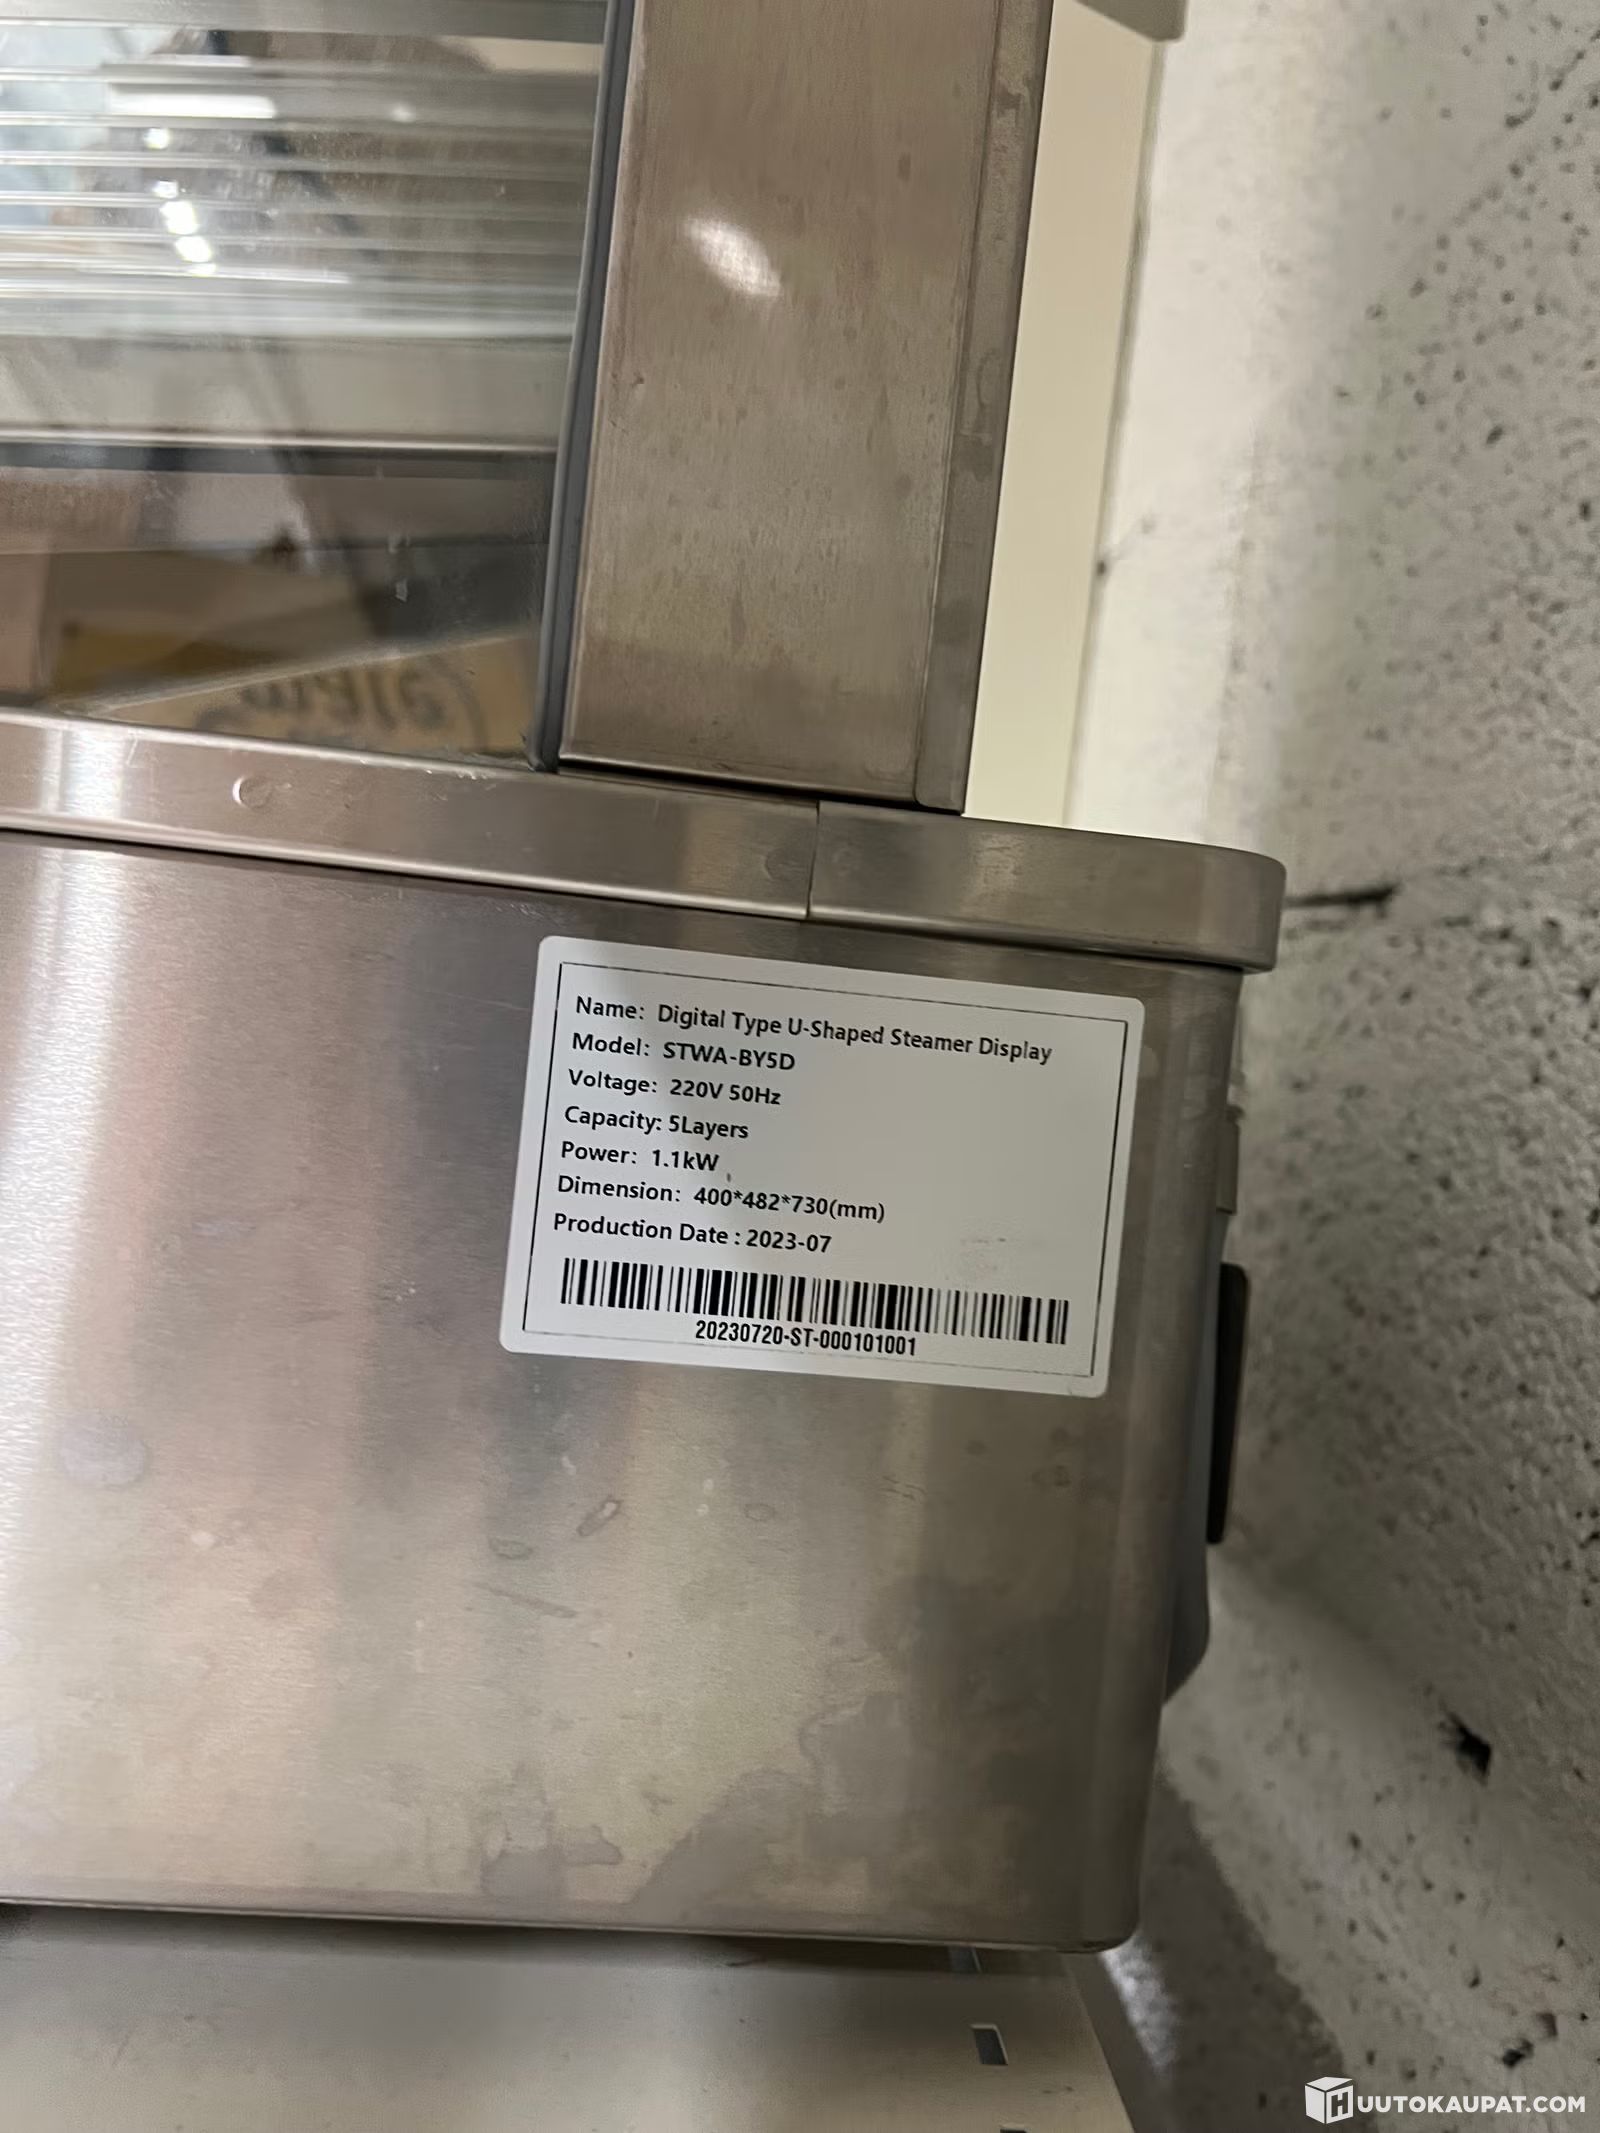 Name: Digital Type U-Shaped Steamer Display
Model: STWA-BY5D
Voltage: 220V 50Hz
Capacity: 5Layers
Power: 1.1kW
Dimension: 400*482*730(mm)
Production Date : 2023-07
20230720-ST-000101001
HUUTOKAUPAT.COM